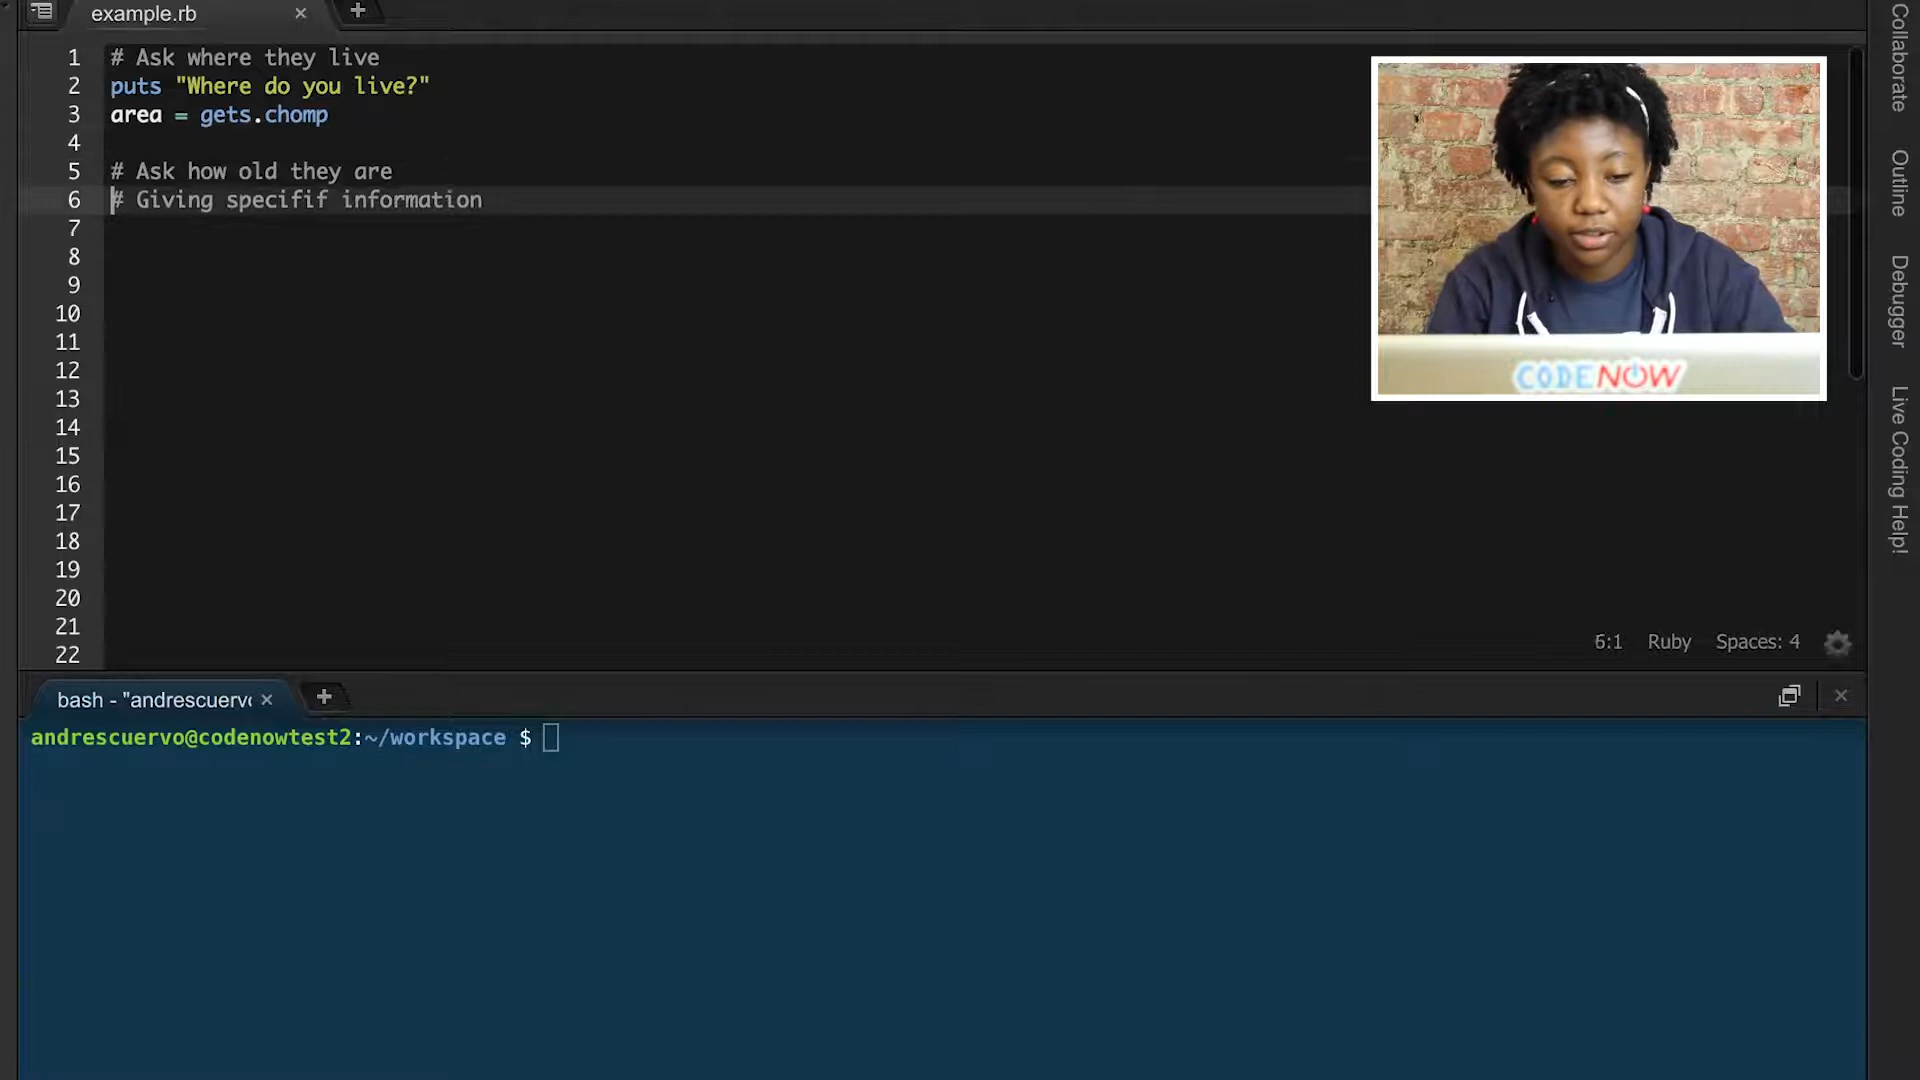 example.rb × +
1 # Ask where they live
2 puts "Where do you live?"
3 area = gets.chomp
4
5 # Ask how old they are
6 # Giving specifif information
7
8
9
10
11
12
13
14
15
16
17
18
19
20
21
22
CODENOW
6:1 Ruby Spaces: 4
Collaborate
Outline
Debugger
Live Coding Help!
bash - "andrescuerv × +
andrescuervo@codenowtest2:~/workspace $